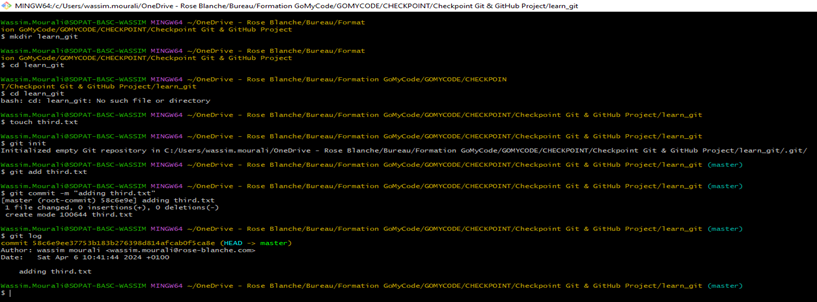 MINGW64:/c/Users/wassim.mourali/OneDrive - Rose Blanche/Bureau/Formation GoMyCode/GOMYCODE/CHECKPOINT/Checkpoint Git & GitHub Project/learn_git
Wassim.Mourali@SDPAT-BASC-WASSIM MINGW64 ~/OneDrive - Rose Blanche/Bureau/Format
ion GoMyCode/GOMYCODE/CHECKPOINT/Checkpoint Git & GitHub Project
$ mkdir learn_git
Wassim.Mourali@SDPAT-BASC-WASSIM MINGW64 ~/OneDrive - Rose Blanche/Bureau/Format
ion GoMyCode/GOMYCODE/CHECKPOINT/Checkpoint Git & GitHub Project
$ cd learn_git
Wassim.Mourali@SDPAT-BASC-WASSIM MINGW64 ~/OneDrive - Rose Blanche/Bureau/Formation GoMyCode/GOMYCODE/CHECKPOIN
T/Checkpoint Git & GitHub Project/learn_git
$ cd learn_git
bash: cd: learn_git: No such file or directory
Wassim.Mourali@SDPAT-BASC-WASSIM MINGW64 ~/OneDrive - Rose Blanche/Bureau/Formation GoMyCode/GOMYCODE/CHECKPOINT/Checkpoint Git & GitHub Project/learn_git
$ touch third.txt
Wassim.Mourali@SDPAT-BASC-WASSIM MINGW64 ~/OneDrive - Rose Blanche/Bureau/Formation GoMyCode/GOMYCODE/CHECKPOINT/Checkpoint Git & GitHub Project/learn_git
$ git init
Initialized empty Git repository in C:/Users/wassim.mourali/OneDrive - Rose Blanche/Bureau/Formation GoMyCode/GOMYCODE/CHECKPOINT/Checkpoint Git & GitHub Project/learn_git/.git/
Wassim.Mourali@SDPAT-BASC-WASSIM MINGW64 ~/OneDrive - Rose Blanche/Bureau/Formation GoMyCode/GOMYCODE/CHECKPOINT/Checkpoint Git & GitHub Project/learn_git (master)
$ git add third.txt
Wassim.Mourali@SDPAT-BASC-WASSIM MINGW64 ~/OneDrive - Rose Blanche/Bureau/Formation GoMyCode/GOMYCODE/CHECKPOINT/Checkpoint Git & GitHub Project/learn_git (master)
$ git commit -m "adding third.txt"
[master (root-commit) 58c6e9e] adding third.txt
1 file changed, 0 insertions(+), 0 deletions(-)
create mode 100644 third.txt
Wassim.Mourali@SDPAT-BASC-WASSIM MINGW64 ~/OneDrive - Rose Blanche/Bureau/Formation GoMyCode/GOMYCODE/CHECKPOINT/Checkpoint Git & GitHub Project/learn_git (master)
$ git log
commit 58c6e9ee37753b183b276398d814afcab0f5ca8e (HEAD -> master)
Author: wassim mourali <wassim.mourali@rose-blanche.com>
Date:   Sat Apr 6 10:41:44 2024 +0100
adding third.txt
Wassim.Mourali@SDPAT-BASC-WASSIM MINGW64 ~/OneDrive - Rose Blanche/Bureau/Formation GoMyCode/GOMYCODE/CHECKPOINT/Checkpoint Git & GitHub Project/learn_git (master)
$